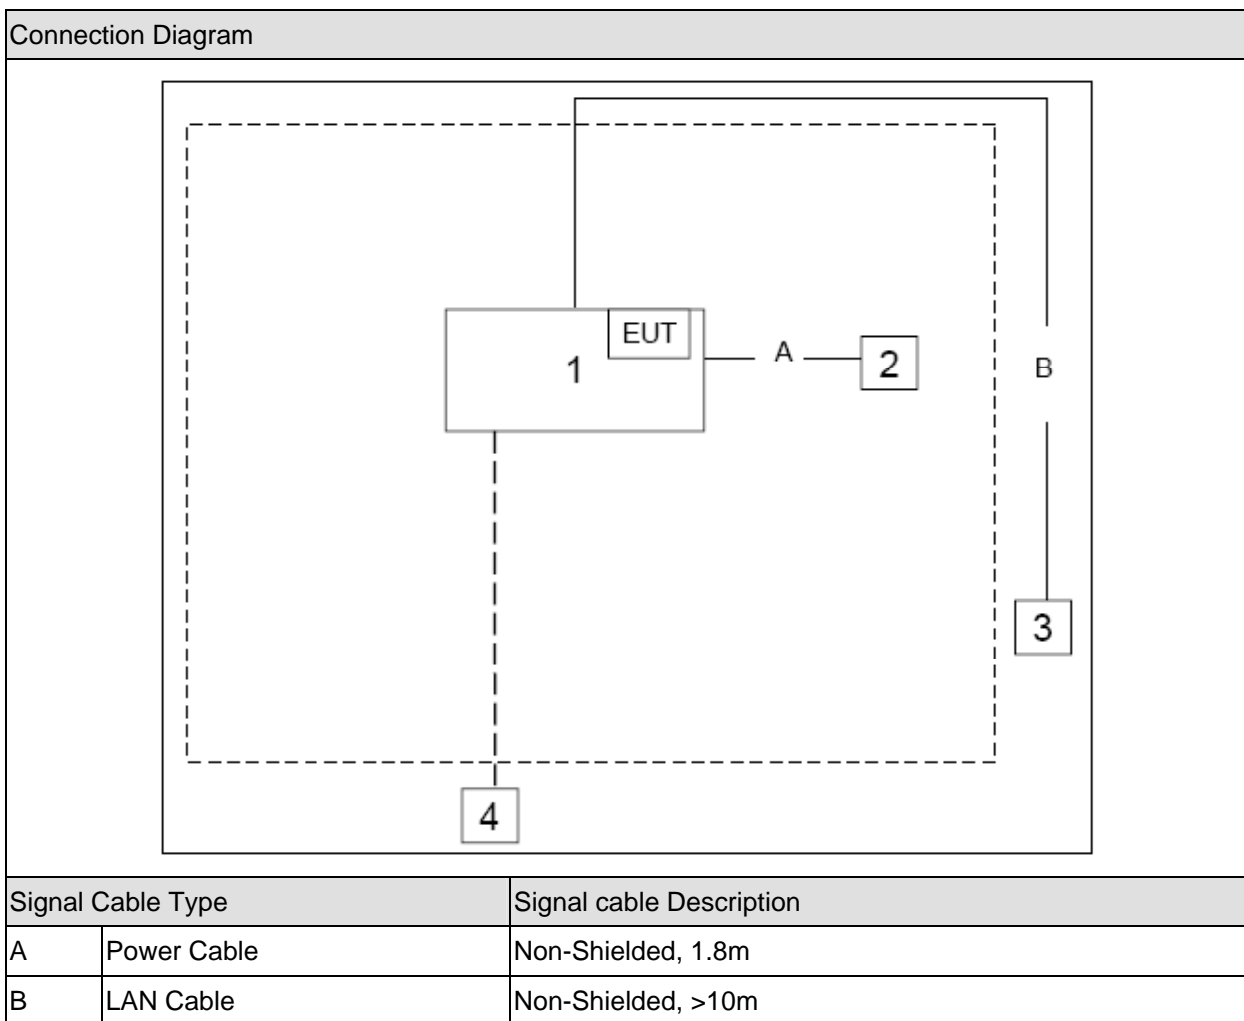 Connection Diagram
EUT
1
A
2
B
3
4
Signal Cable Type Signal cable Description
A Power Cable Non-Shielded, 1.8m
B LAN Cable Non-Shielded, >10m